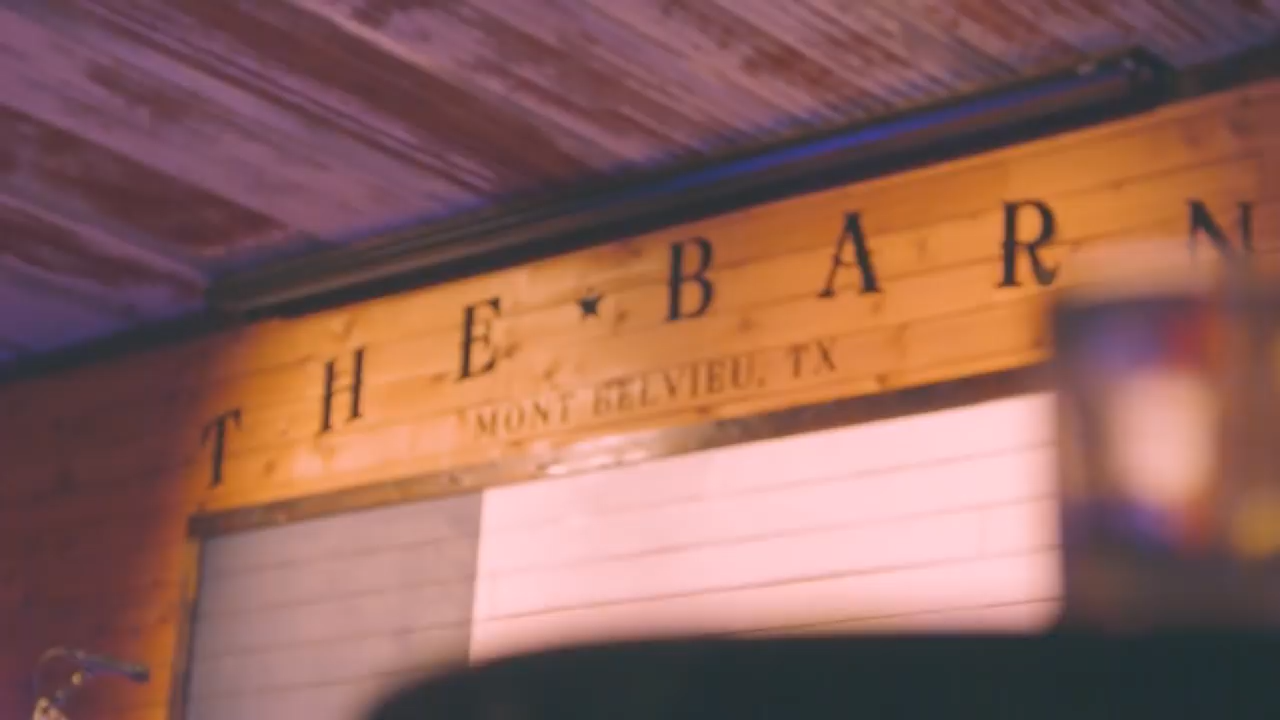 THE ★ BARN
MONT BELVIEU, TX